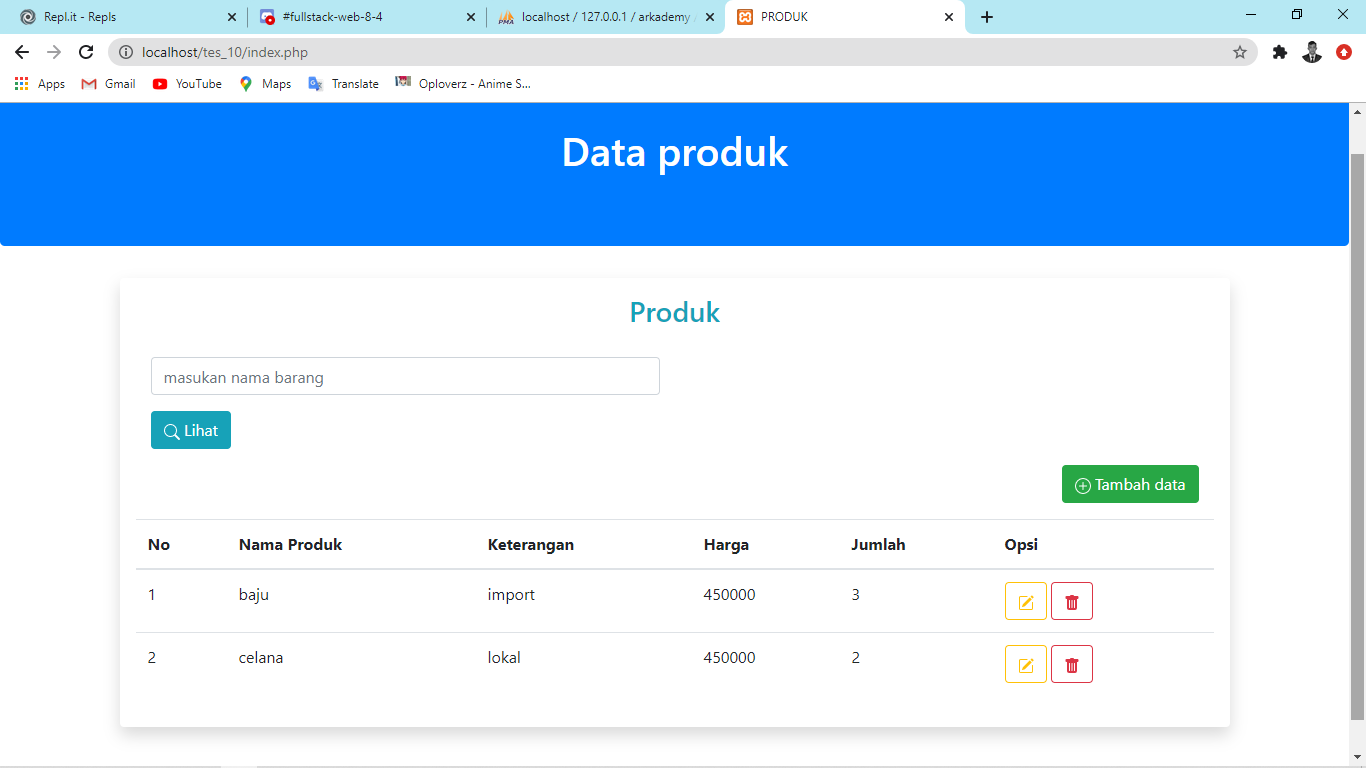 Repl.it - Repls
#fullstack-web-8-4
PMA localhost / 127.0.0.1 / arkademy
PRODUK
localhost/tes_10/index.php
Apps Gmail YouTube Maps Translate Oploverz - Anime S...
Data produk
Produk
masukan nama barang
Lihat
Tambah data
No Nama Produk Keterangan Harga Jumlah Opsi
1 baju import 450000 3
2 celana lokal 450000 2